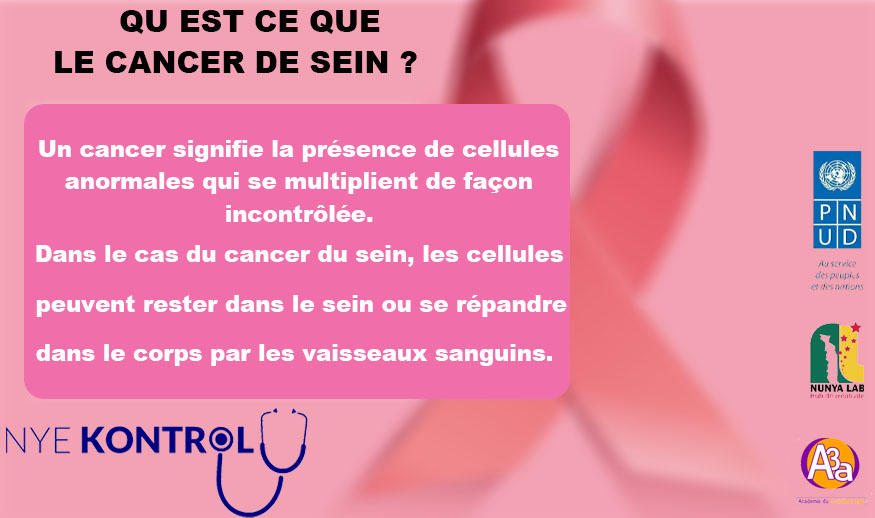 QU EST CE QUE
LE CANCER DE SEIN ?
Un cancer signifie la présence de cellules
anormales qui se multiplient de façon
incontrôlée.
Dans le cas du cancer du sein, les cellules
peuvent rester dans le sein ou se répandre
dans le corps par les vaisseaux sanguins.
NYE KONTROL
P N
U D
Au service
des peuples
et des nations
NUNYA LAB
A3a
Académie du